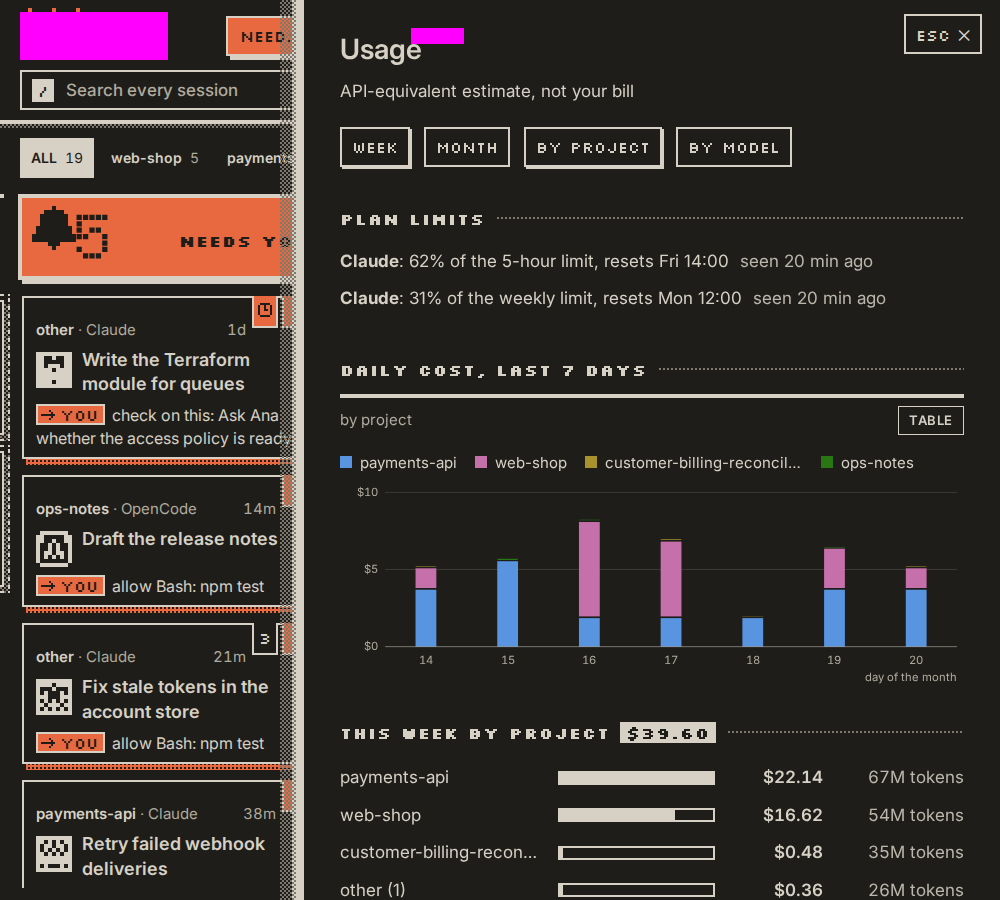 NEED
Search every session
ALL 19 web-shop 5 payments
5 NEEDS YO
other · Claude 1d
Write the Terraform
module for queues
→ YOU check on this: Ask Ana
whether the access policy is ready
ops-notes · OpenCode 14m
Draft the release notes
→ YOU allow Bash: npm test
3
other · Claude 21m
Fix stale tokens in the
account store
→ YOU allow Bash: npm test
payments-api · Claude 38m
Retry failed webhook
deliveries
ESC ×
Usage
API-equivalent estimate, not your bill
WEEK MONTH BY PROJECT BY MODEL
PLAN LIMITS
Claude: 62% of the 5-hour limit, resets Fri 14:00 seen 20 min ago
Claude: 31% of the weekly limit, resets Mon 12:00 seen 20 min ago
DAILY COST, LAST 7 DAYS
by project TABLE
payments-api web-shop customer-billing-reconcil... ops-notes
$10
$5
$0
14 15 16 17 18 19 20
day of the month
THIS WEEK BY PROJECT $39.60
payments-api $22.14 67M tokens
web-shop $16.62 54M tokens
customer-billing-recon... $0.48 35M tokens
other (1) $0.36 26M tokens